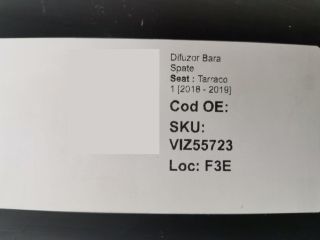 Difuzor Bara
Spate
Seat : Tarraco
1 [2018 - 2019]
Cod OE:
SKU:
VIZ55723
Loc: F3E